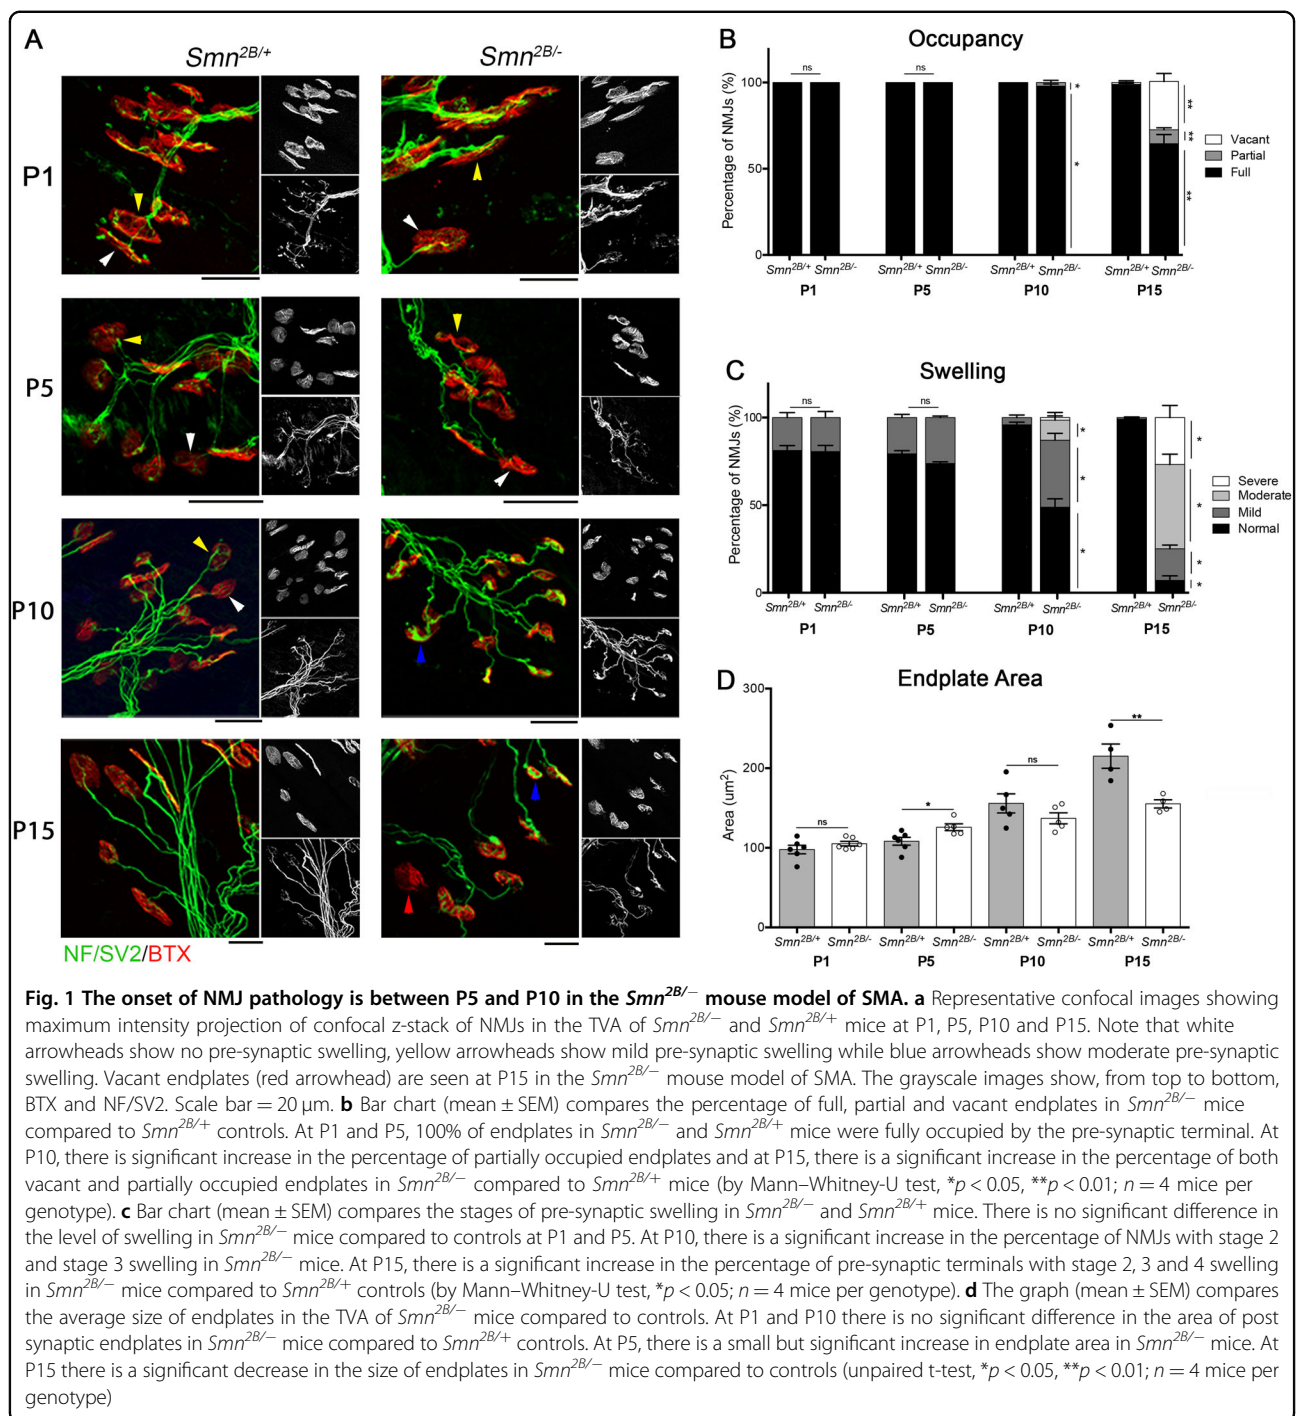 A
Smn2B/+
Smn2B/-
P1
P5
P10
P15
NF/SV2/BTX
B
Occupancy
Percentage of NMJs (%)
100
50
0
ns
ns
*
*
**
**
**
Vacant
Partial
Full
Smn2B/+ Smn2B/-
Smn2B/+ Smn2B/-
Smn2B/+ Smn2B/-
Smn2B/+ Smn2B/-
P1
P5
P10
P15
C
Swelling
Percentage of NMJs (%)
100
50
0
ns
ns
*
*
*
*
*
*
*
Severe
Moderate
Mild
Normal
Smn2B/+ Smn2B/-
Smn2B/+ Smn2B/-
Smn2B/+ Smn2B/-
Smn2B/+ Smn2B/-
P1
P5
P10
P15
D
Endplate Area
Area (um2)
300
200
100
0
ns
*
ns
**
Smn2B/+ Smn2B/-
Smn2B/+ Smn2B/-
Smn2B/+ Smn2B/-
Smn2B/+ Smn2B/-
P1
P5
P10
P15
Fig. 1 The onset of NMJ pathology is between P5 and P10 in the Smn2B/− mouse model of SMA. a Representative confocal images showing
maximum intensity projection of confocal z-stack of NMJs in the TVA of Smn2B/− and Smn2B/+ mice at P1, P5, P10 and P15. Note that white
arrowheads show no pre-synaptic swelling, yellow arrowheads show mild pre-synaptic swelling while blue arrowheads show moderate pre-synaptic
swelling. Vacant endplates (red arrowhead) are seen at P15 in the Smn2B/− mouse model of SMA. The grayscale images show, from top to bottom,
BTX and NF/SV2. Scale bar = 20 μm. b Bar chart (mean ± SEM) compares the percentage of full, partial and vacant endplates in Smn2B/− mice
compared to Smn2B/+ controls. At P1 and P5, 100% of endplates in Smn2B/− and Smn2B/+ mice were fully occupied by the pre-synaptic terminal. At
P10, there is significant increase in the percentage of partially occupied endplates and at P15, there is a significant increase in the percentage of both
vacant and partially occupied endplates in Smn2B/− compared to Smn2B/+ mice (by Mann–Whitney-U test, *p < 0.05, **p < 0.01; n = 4 mice per
genotype). c Bar chart (mean ± SEM) compares the stages of pre-synaptic swelling in Smn2B/− and Smn2B/+ mice. There is no significant difference in
the level of swelling in Smn2B/− mice compared to controls at P1 and P5. At P10, there is a significant increase in the percentage of NMJs with stage 2
and stage 3 swelling in Smn2B/− mice. At P15, there is a significant increase in the percentage of pre-synaptic terminals with stage 2, 3 and 4 swelling
in Smn2B/− mice compared to Smn2B/+ controls (by Mann–Whitney-U test, *p < 0.05; n = 4 mice per genotype). d The graph (mean ± SEM) compares
the average size of endplates in the TVA of Smn2B/− mice compared to controls. At P1 and P10 there is no significant difference in the area of post
synaptic endplates in Smn2B/− mice compared to Smn2B/+ controls. At P5, there is a small but significant increase in endplate area in Smn2B/− mice. At
P15 there is a significant decrease in the size of endplates in Smn2B/− mice compared to controls (unpaired t-test, *p < 0.05, **p < 0.01; n = 4 mice per
genotype)